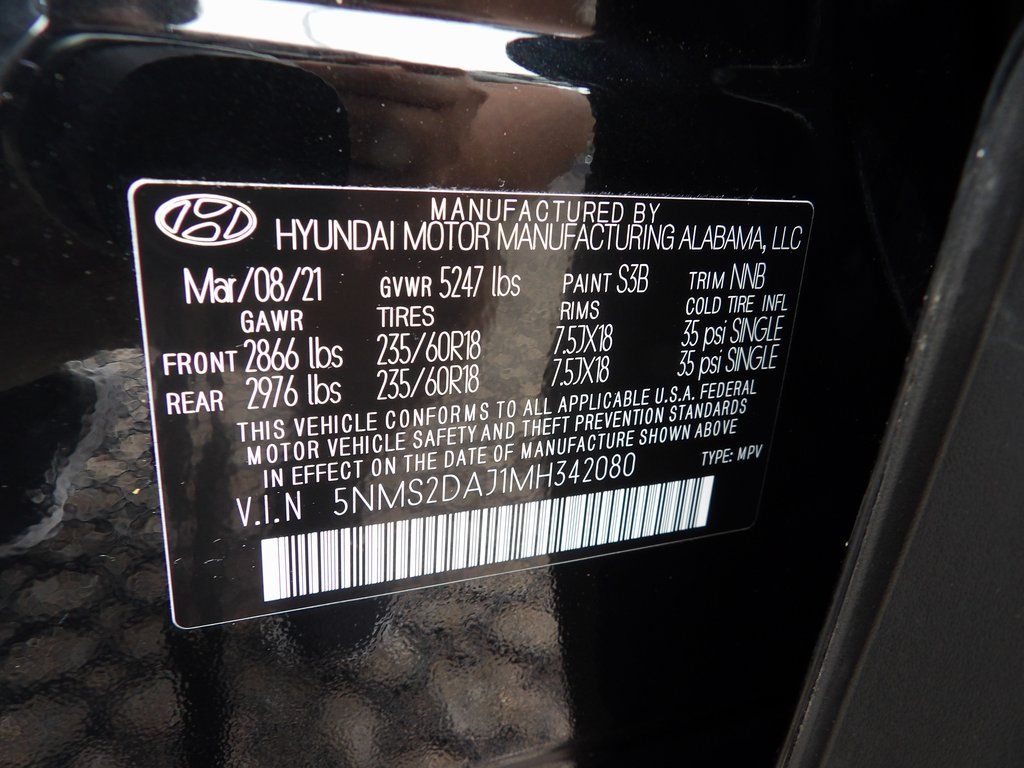 MANUFACTURED BY
HYUNDAI MOTOR MANUFACTURING ALABAMA, LLC
Mar/08/21 GVWR 5247 lbs PAINT S3B TRIM NNB
GAWR TIRES RIMS COLD TIRE INFL
FRONT 2866 lbs 235/60R18 7.5JX18 35 psi SINGLE
REAR 2976 lbs 235/60R18 7.5JX18 35 psi SINGLE
THIS VEHICLE CONFORMS TO ALL APPLICABLE U.S.A. FEDERAL
MOTOR VEHICLE SAFETY AND THEFT PREVENTION STANDARDS
IN EFFECT ON THE DATE OF MANUFACTURE SHOWN ABOVE
V.I.N 5NMS2DAJ1MH342080 TYPE: MPV